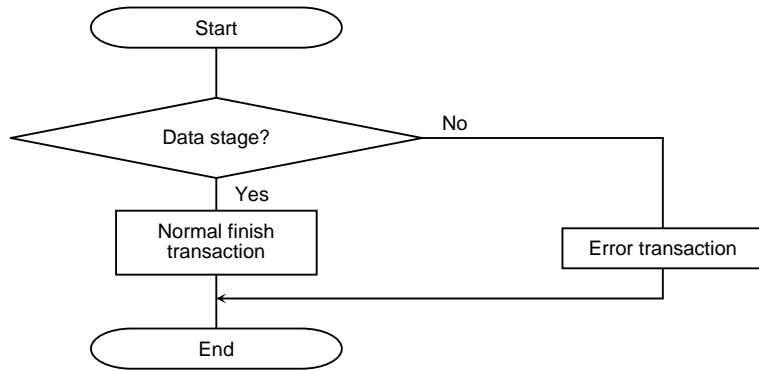 Start
Data stage?
No
Yes
Normal finish
transaction
Error transaction
End